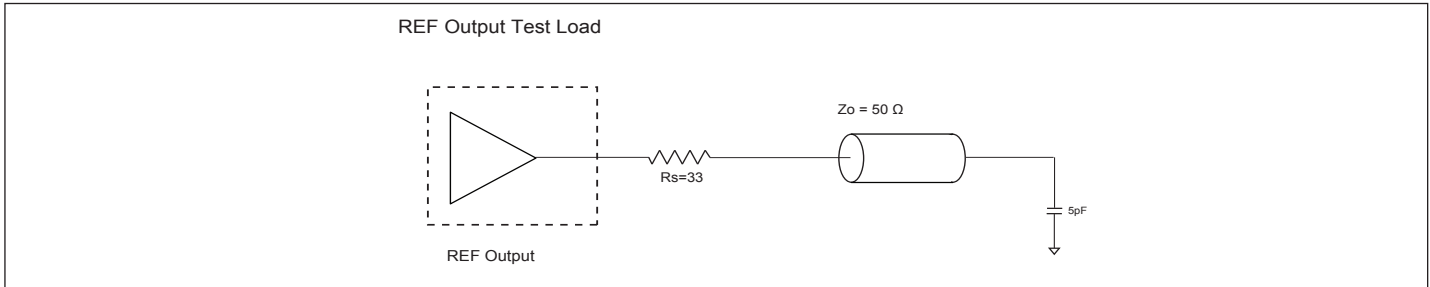 REF Output Test Load
Zo = 50 Ω
Rs=33
5pF
REF Output